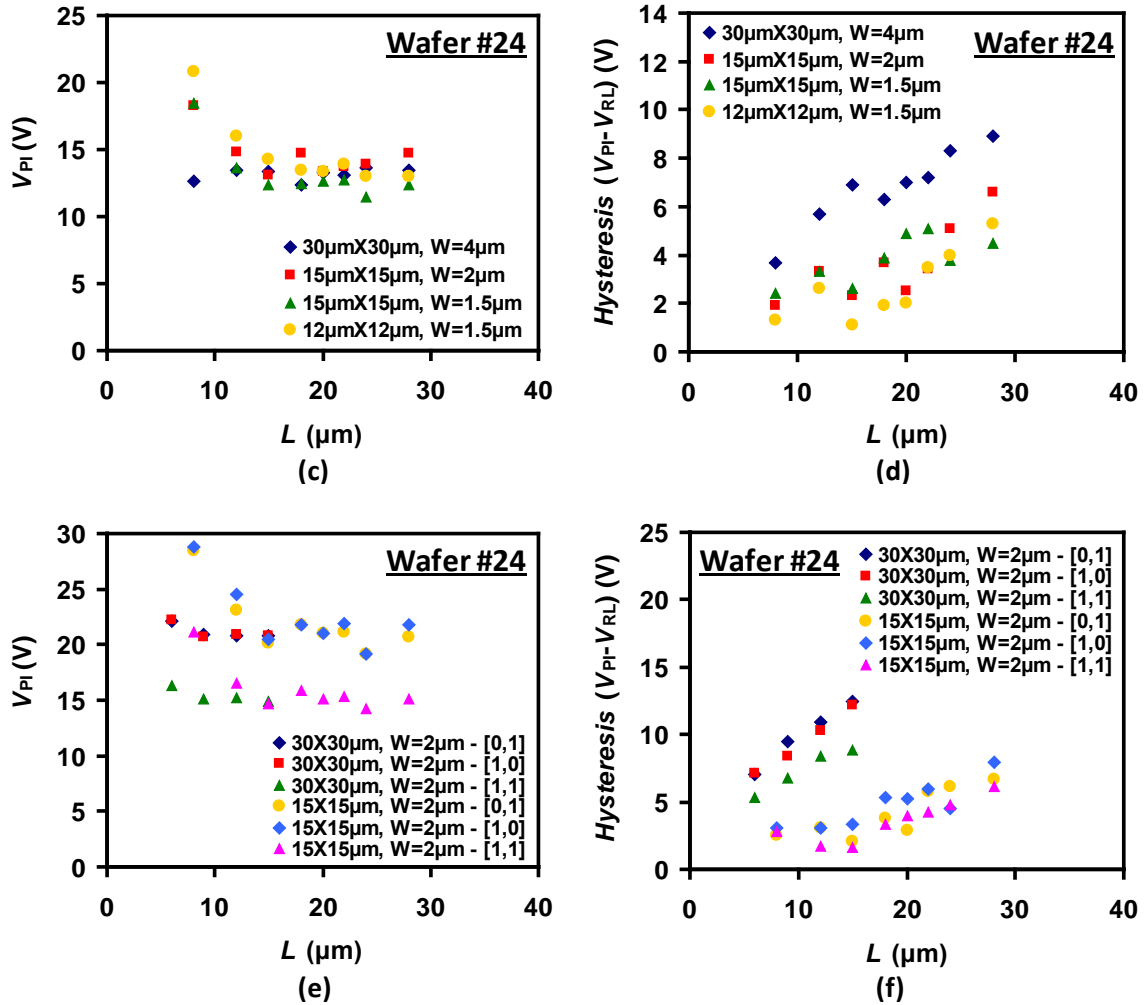 25
20
15
10
5
0
V_PI (V)
Wafer #24
30µmX30µm, W=4µm
15µmX15µm, W=2µm
15µmX15µm, W=1.5µm
12µmX12µm, W=1.5µm
0 10 20 30 40
L (µm)
(c)
14
12
10
8
6
4
2
0
Hysteresis (V_PI- V_RL) (V)
Wafer #24
30µmX30µm, W=4µm
15µmX15µm, W=2µm
15µmX15µm, W=1.5µm
12µmX12µm, W=1.5µm
0 10 20 30 40
L (µm)
(d)
30
25
20
15
10
5
0
V_PI (V)
Wafer #24
30X30µm, W=2µm - [0,1]
30X30µm, W=2µm - [1,0]
30X30µm, W=2µm - [1,1]
15X15µm, W=2µm - [0,1]
15X15µm, W=2µm - [1,0]
15X15µm, W=2µm - [1,1]
0 10 20 30 40
L (µm)
(e)
25
20
15
10
5
0
Hysteresis (V_PI- V_RL) (V)
Wafer #24
30X30µm, W=2µm - [0,1]
30X30µm, W=2µm - [1,0]
30X30µm, W=2µm - [1,1]
15X15µm, W=2µm - [0,1]
15X15µm, W=2µm - [1,0]
15X15µm, W=2µm - [1,1]
0 10 20 30 40
L (µm)
(f)